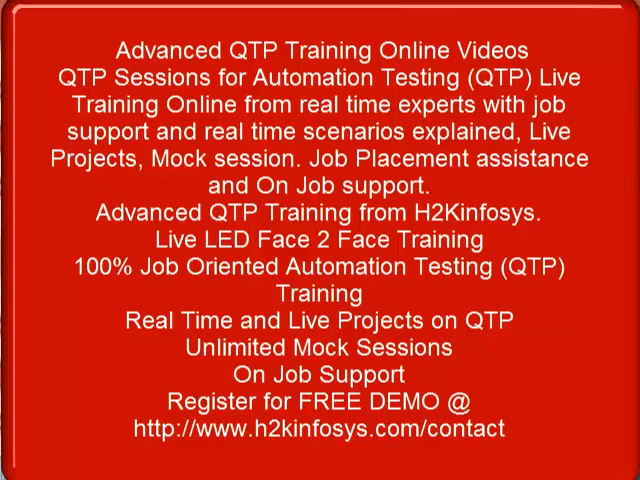 Advanced QTP Training Online Videos
QTP Sessions for Automation Testing (QTP) Live
Training Online from real time experts with job
support and real time scenarios explained, Live
Projects, Mock session. Job Placement assistance
and On Job support.
Advanced QTP Training from H2Kinfosys.
Live LED Face 2 Face Training
100% Job Oriented Automation Testing (QTP)
Training
Real Time and Live Projects on QTP
Unlimited Mock Sessions
On Job Support
Register for FREE DEMO @
http://www.h2kinfosys.com/contact